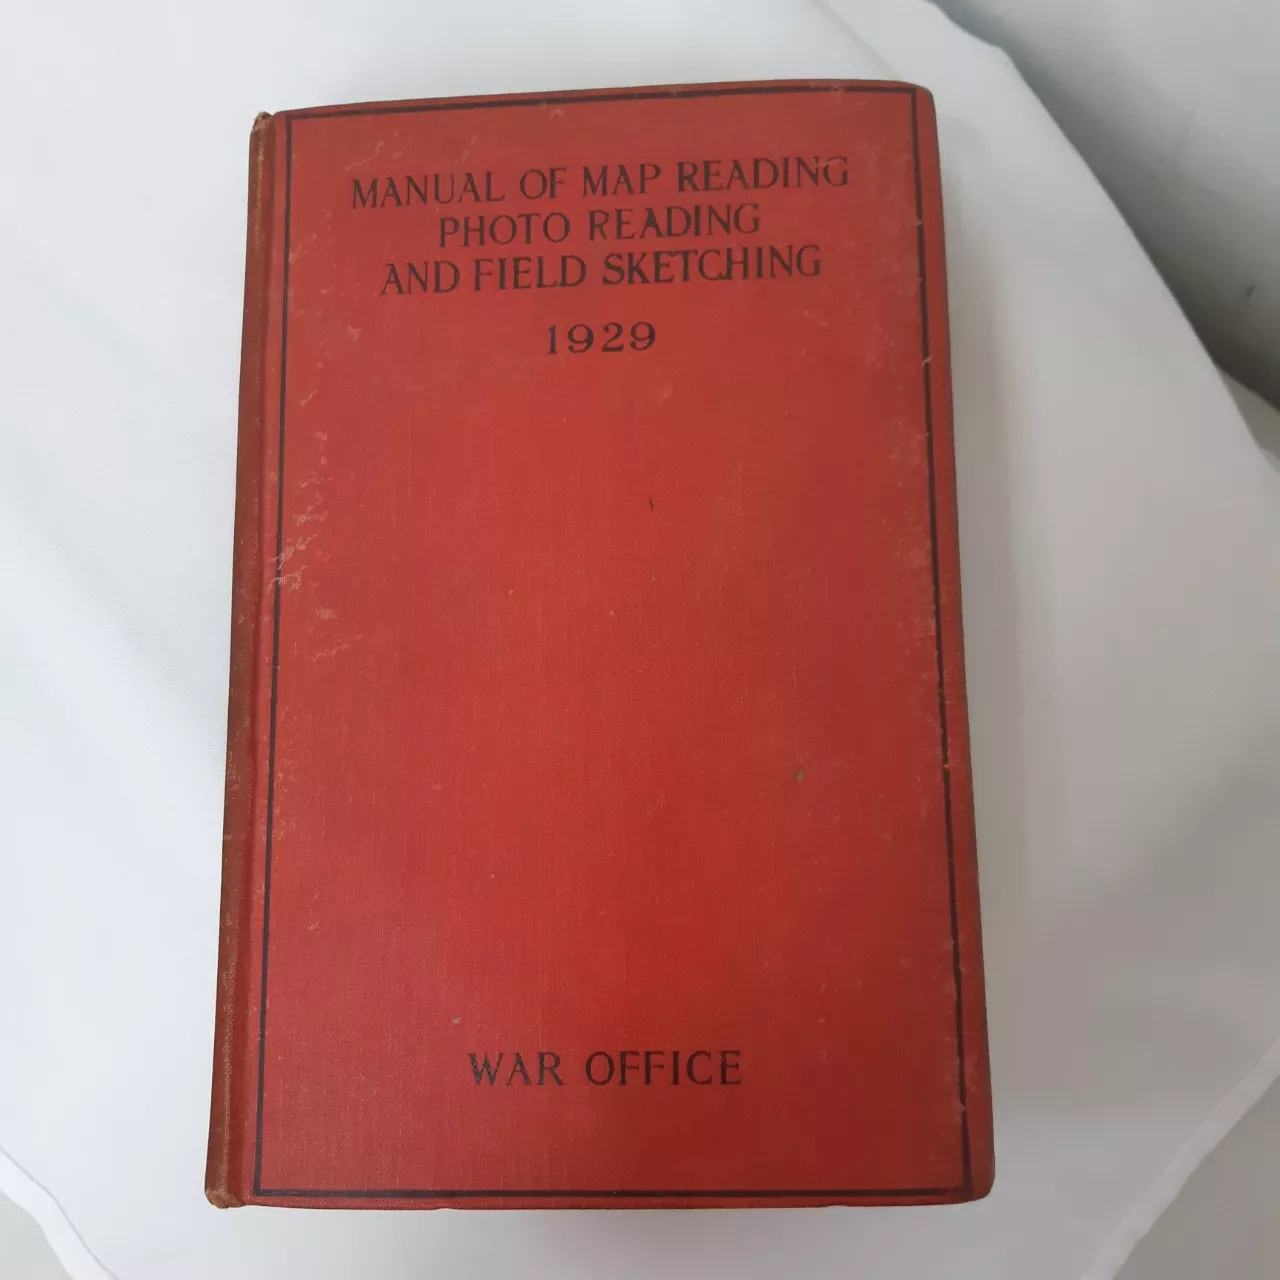 MANUAL OF MAP READING
PHOTO READING
AND FIELD SKETCHING
1929
WAR OFFICE